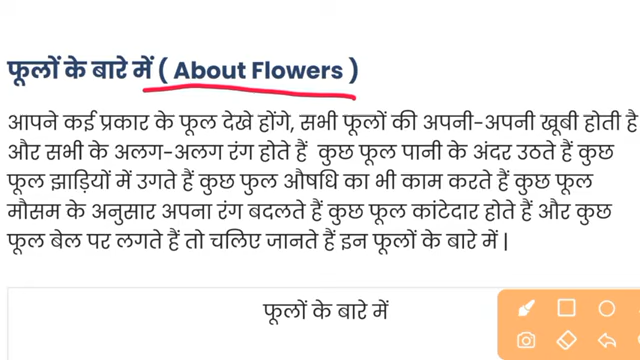 फूलों के बारे में ( About Flowers )
आपने कई प्रकार के फूल देखे होंगे, सभी फूलों की अपनी-अपनी खूबी होती है
और सभी के अलग-अलग रंग होते हैं कुछ फूल पानी के अंदर उठते हैं कुछ
फूल झाड़ियों में उगते हैं कुछ फुल औषधि का भी काम करते हैं कुछ फूल
मौसम के अनुसार अपना रंग बदलते हैं कुछ फूल कांटेदार होते हैं और कुछ
फूल बेल पर लगते हैं तो चलिए जानते हैं इन फूलों के बारे में |
फूलों के बारे में